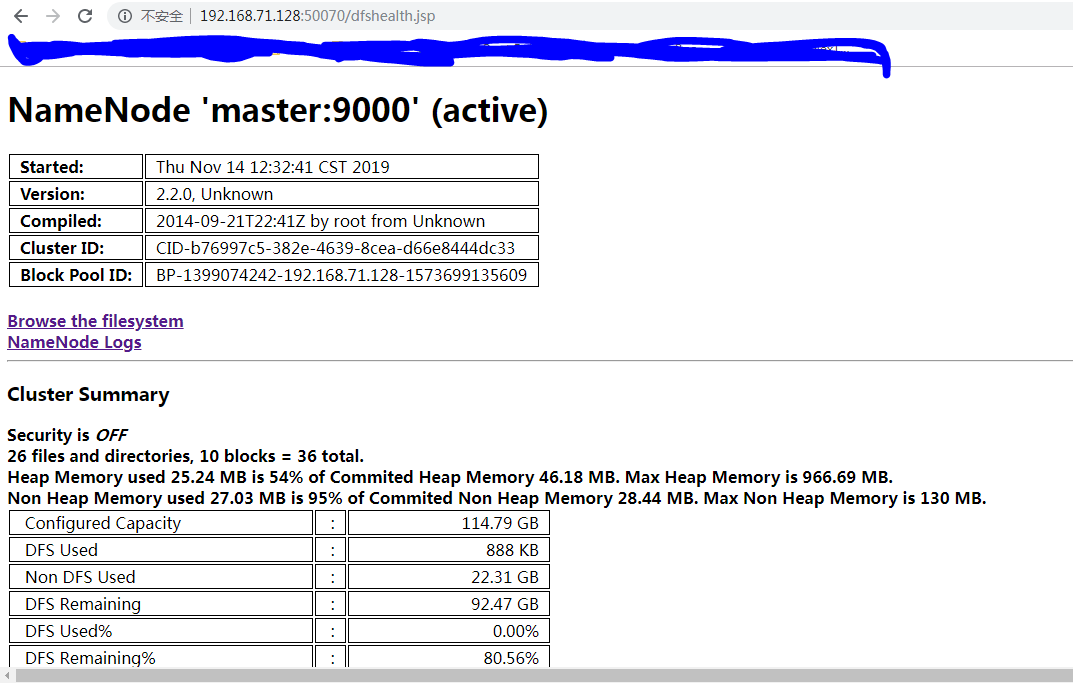 不安全 192.168.71.128:50070/dfshealth.jsp
NameNode 'master:9000' (active)
Started: Thu Nov 14 12:32:41 CST 2019
Version: 2.2.0, Unknown
Compiled: 2014-09-21T22:41Z by root from Unknown
Cluster ID: CID-b76997c5-382e-4639-8cea-d66e8444dc33
Block Pool ID: BP-1399074242-192.168.71.128-1573699135609
Browse the filesystem
NameNode Logs
Cluster Summary
Security is OFF
26 files and directories, 10 blocks = 36 total.
Heap Memory used 25.24 MB is 54% of Commited Heap Memory 46.18 MB. Max Heap Memory is 966.69 MB.
Non Heap Memory used 27.03 MB is 95% of Commited Non Heap Memory 28.44 MB. Max Non Heap Memory is 130 MB.
Configured Capacity : 114.79 GB
DFS Used : 888 KB
Non DFS Used : 22.31 GB
DFS Remaining : 92.47 GB
DFS Used% : 0.00%
DFS Remaining% : 80.56%